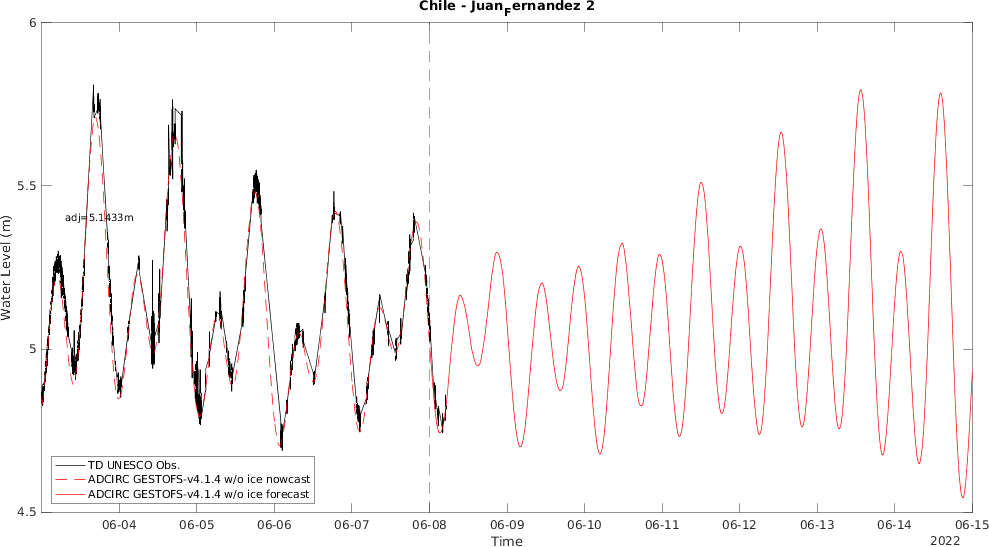 Chile - Juan_Fernandez 2
6
5.5
5
4.5
Water Level (m)
adj=5.1433m
TD UNESCO Obs.
ADCIRC GESTOFS-v4.1.4 w/o ice nowcast
ADCIRC GESTOFS-v4.1.4 w/o ice forecast
06-04 06-05 06-06 06-07 06-08 06-09 06-10 06-11 06-12 06-13 06-14 06-15
Time
2022